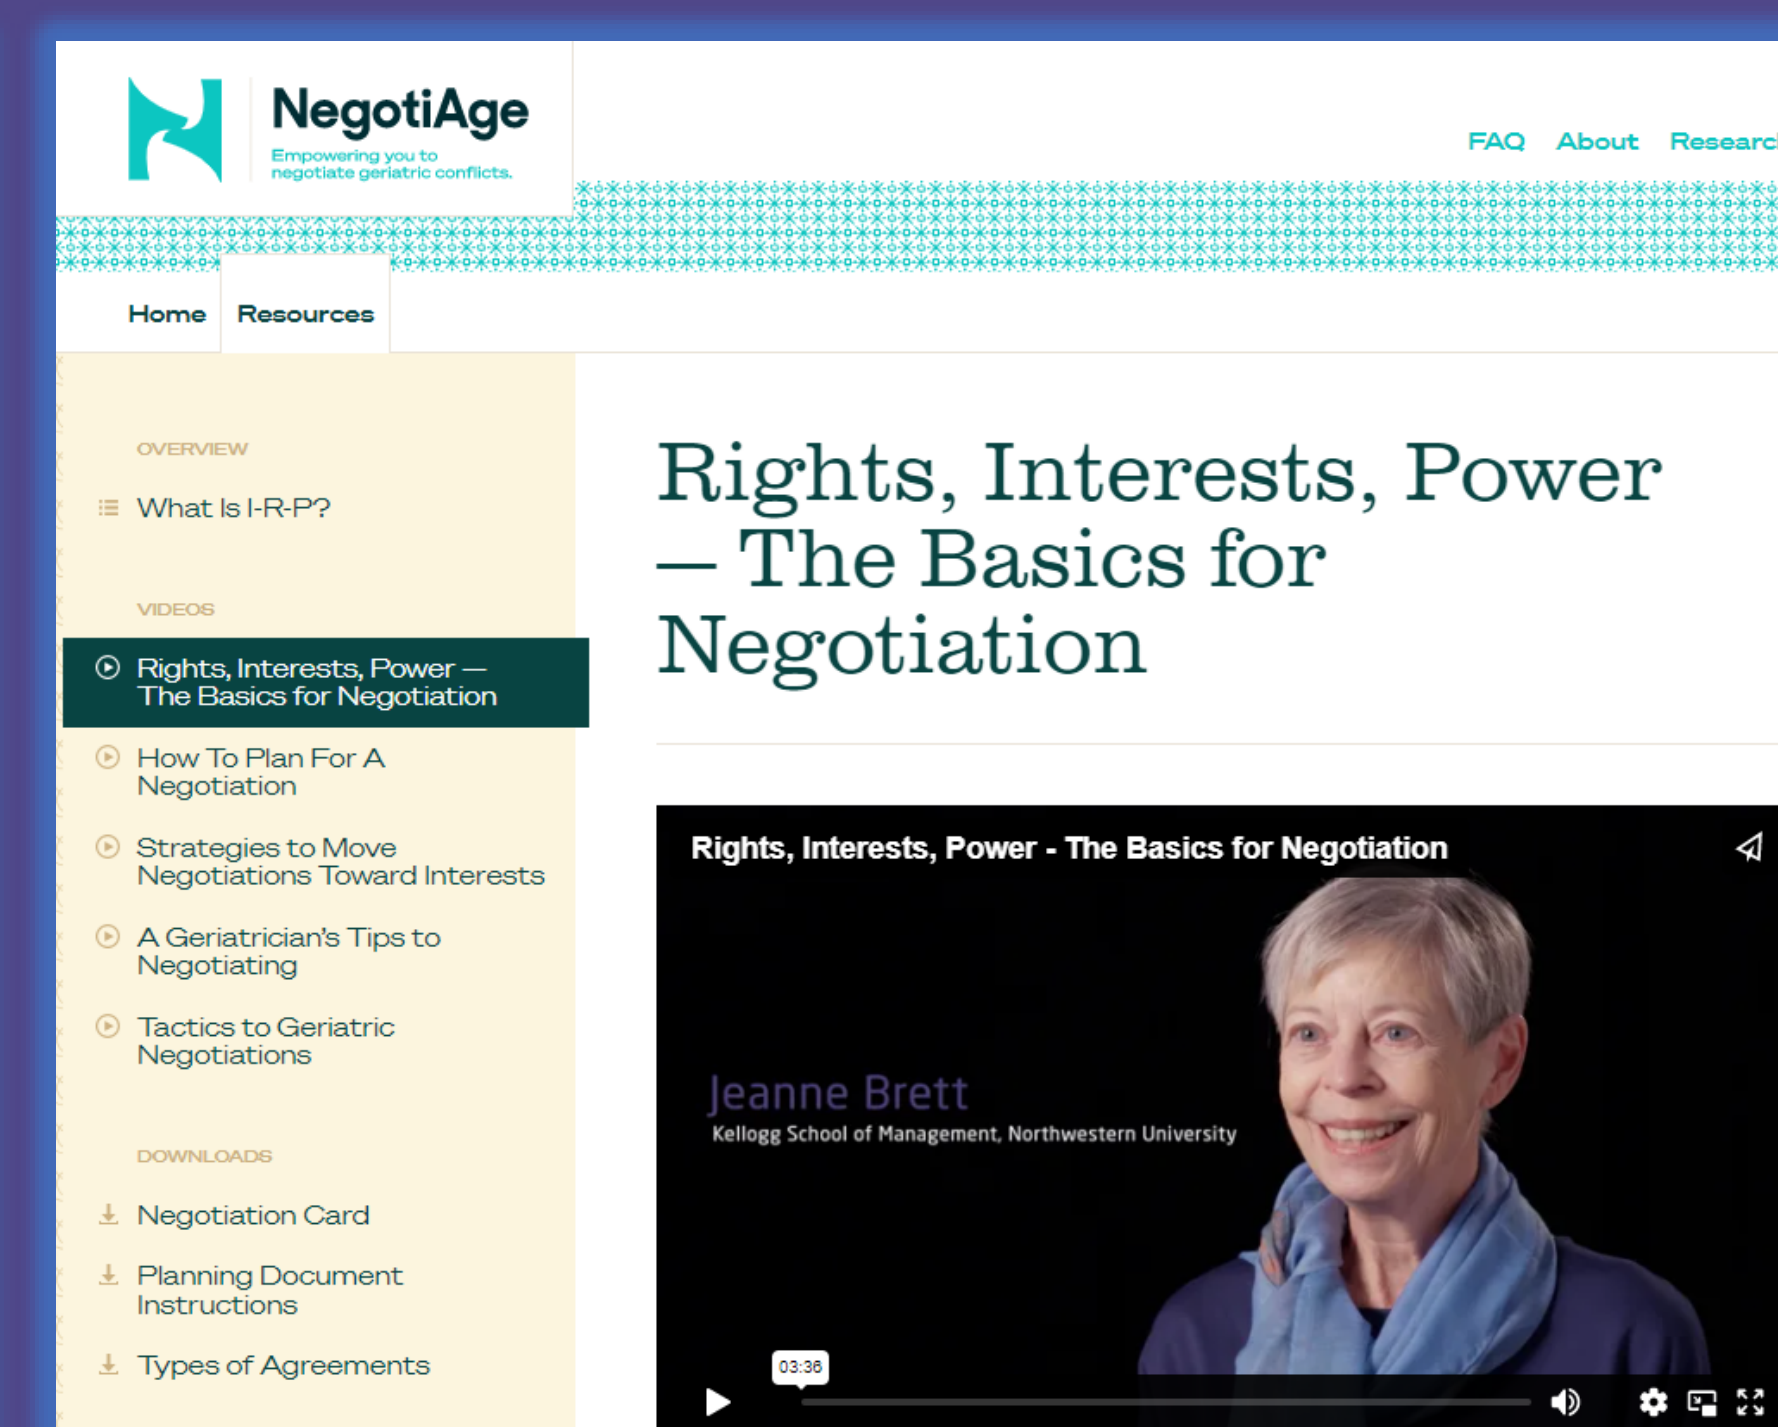 NegotiAge
Empowering you to
negotiate geriatric conflicts.
FAQ About Research
Home Resources
OVERVIEW
What Is I-R-P?
VIDEOS
Rights, Interests, Power —
The Basics for Negotiation
How To Plan For A
Negotiation
Strategies to Move
Negotiations Toward Interests
A Geriatrician's Tips to
Negotiating
Tactics to Geriatric
Negotiations
DOWNLOADS
Negotiation Card
Planning Document
Instructions
Types of Agreements
Rights, Interests, Power
— The Basics for
Negotiation
Rights, Interests, Power - The Basics for Negotiation
Jeanne Brett
Kellogg School of Management, Northwestern University
03:36